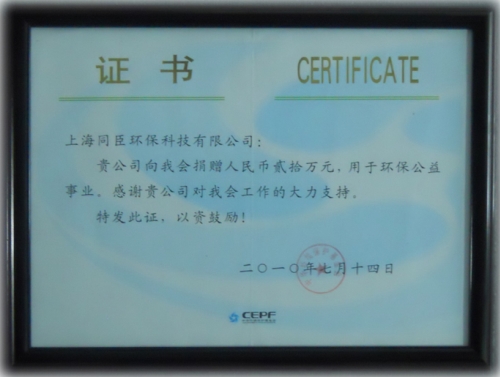 证书 CERTIFICATE
上海同臣环保科技有限公司:
贵公司向我会捐赠人民币贰拾万元,用于环保公益
事业。感谢贵公司对我会工作的大力支持。
特发此证,以资鼓励!
二〇一〇年七月十四日
CEPF